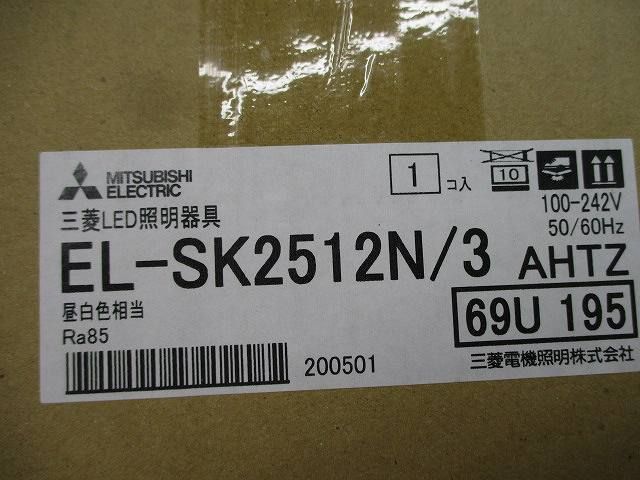 MITSUBISHI
ELECTRIC
1 コ入
10
三菱LED照明器具
100-242V
50/60Hz
EL-SK2512N/3 AHTZ
昼白色相当
Ra85
69U 195
200501
三菱電機照明株式会社